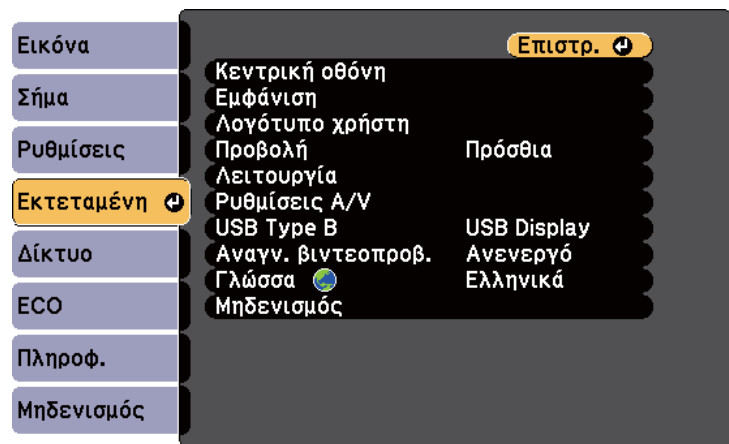 Εικόνα
Σήμα
Ρυθμίσεις
Εκτεταμένη
Δίκτυο
ECO
Πληροφ.
Μηδενισμός
Επιστρ.
Κεντρική οθόνη
Εμφάνιση
Λογότυπο χρήστη
Προβολή Πρόσθια
Λειτουργία
Ρυθμίσεις A/V
USB Type B USB Display
Αναγν. βιντεοπροβ. Ανενεργό
Γλώσσα Ελληνικά
Μηδενισμός